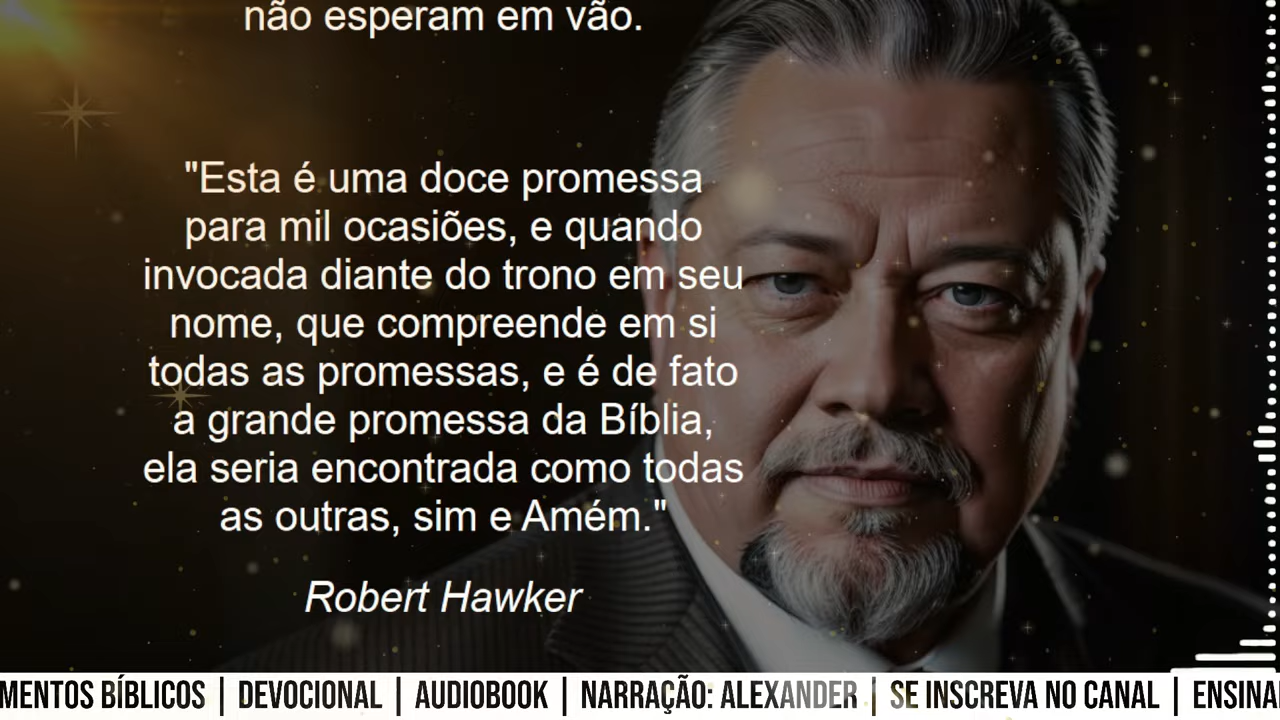 não esperam em vão.
"Esta é uma doce promessa
para mil ocasiões, e quando
invocada diante do trono em seu
nome, que compreende em si
todas as promessas, e é de fato
a grande promessa da Bíblia,
ela seria encontrada como todas
as outras, sim e Amém."
Robert Hawker
MENTOS BÍBLICOS | DEVOCIONAL | AUDIOBOOK | NARRAÇÃO: ALEXANDER | SE INSCREVA NO CANAL | ENSINA